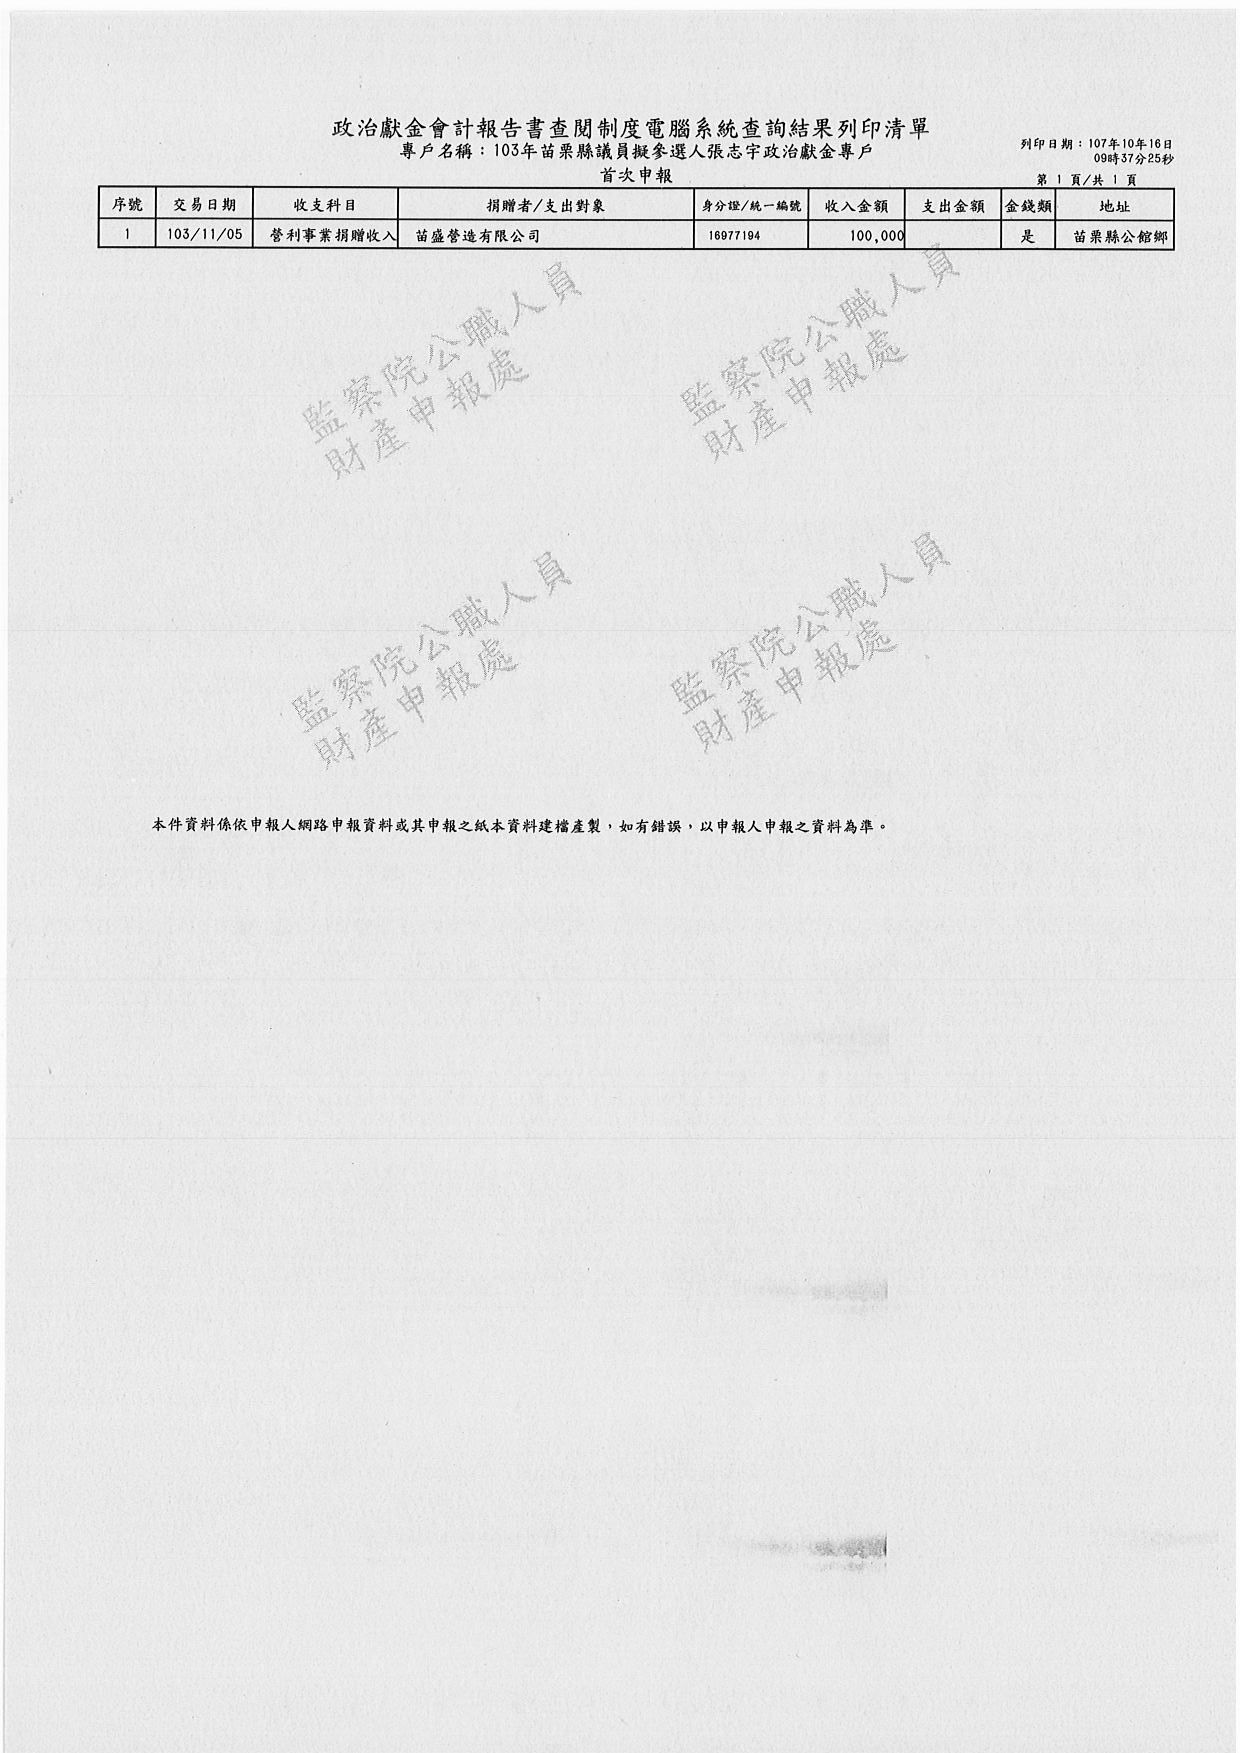 政治獻金會計報告書查閱制度電腦系統查詢結果列印清單
專戶名稱：103年苗栗縣議員擬參選人張志宇政治獻金專戶
首次申報
列印日期：107年10年16日
09時37分25秒
第 1 頁/共 1 頁
序號 交易日期 收支科目 捐贈者/支出對象 身分證/統一編號 收入金額 支出金額 金錢類 地址
1 103/11/05 營利事業捐贈收入 苗盛營造有限公司 16977194 100,000 是 苗栗縣公館鄉
監察院公職人員
財產申報處
監察院公職人員
財產申報處
監察院公職人員
財產申報處
監察院公職人員
財產申報處
本件資料係依申報人網路申報資料或其申報之紙本資料建檔產製，如有錯誤，以申報人申報之資料為準。